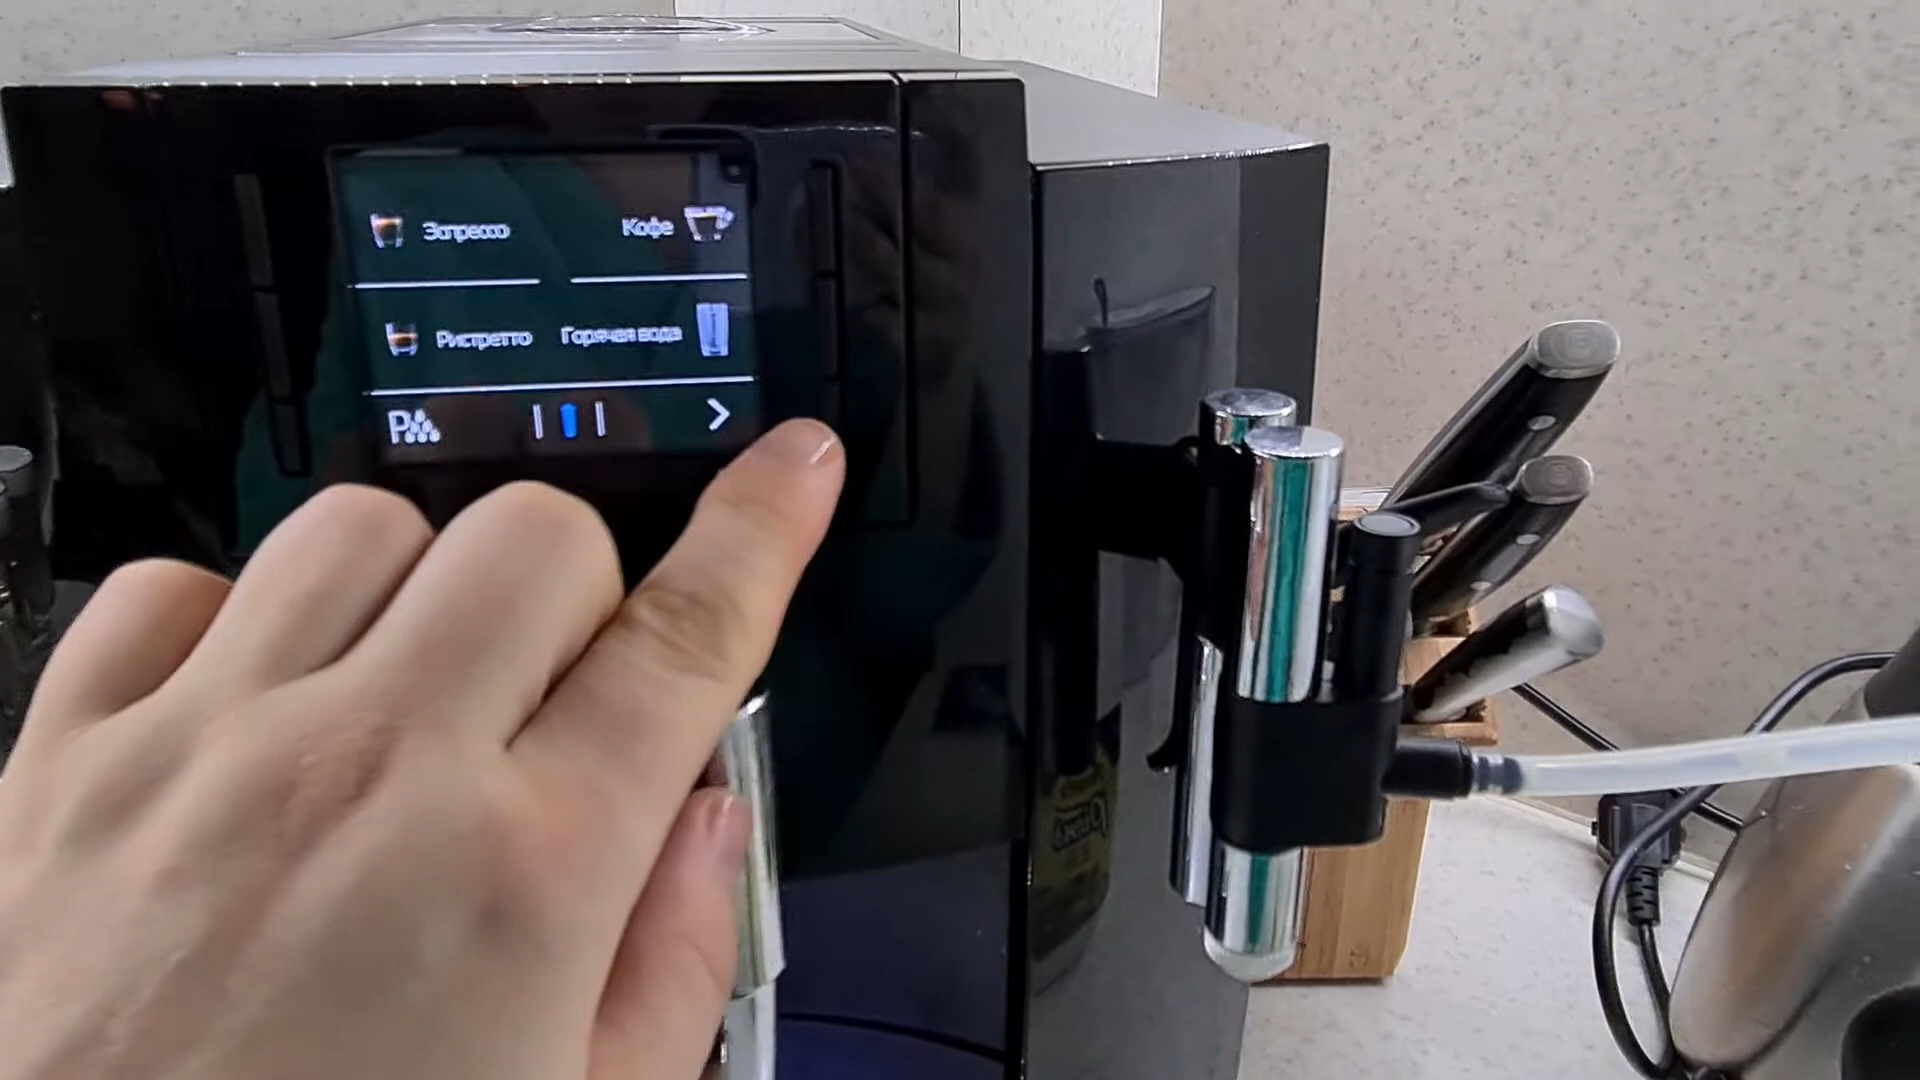 Эспрессо
Кофе
Ристретто
Горячая вода
P